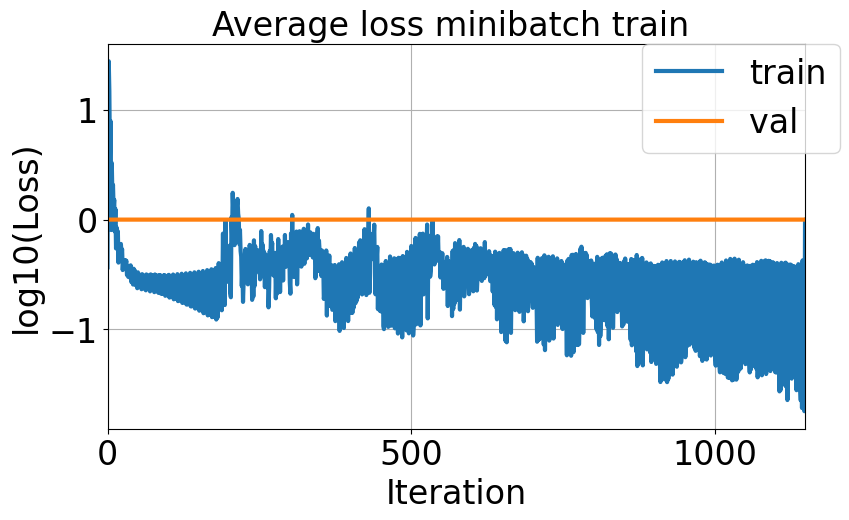 Average loss minibatch train
train
val
1
0
−1
log10(Loss)
0
500
1000
Iteration